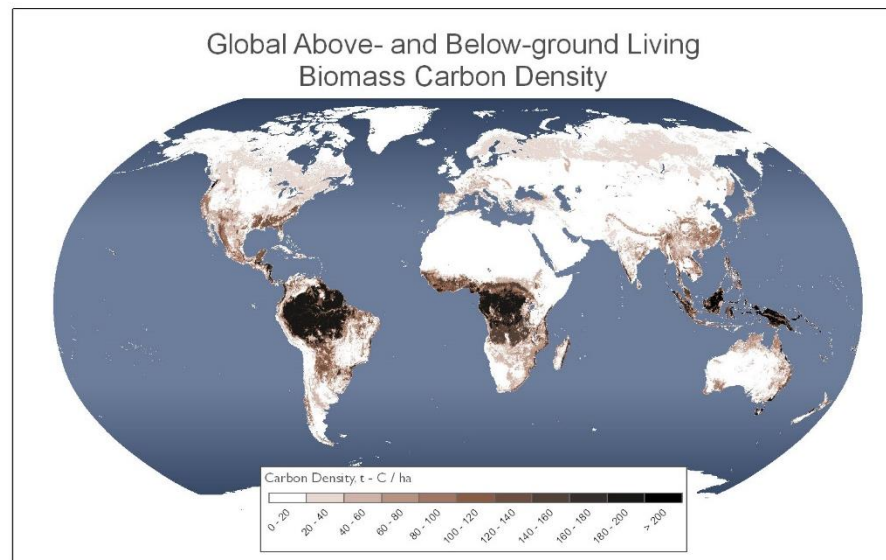 Global Above- and Below-ground Living
Biomass Carbon Density
Carbon Density, t - C / ha
0 - 20
20 - 40
40 - 60
60 - 80
80 - 100
100 - 120
120 - 140
140 - 160
160 - 180
180 - 200
> 200